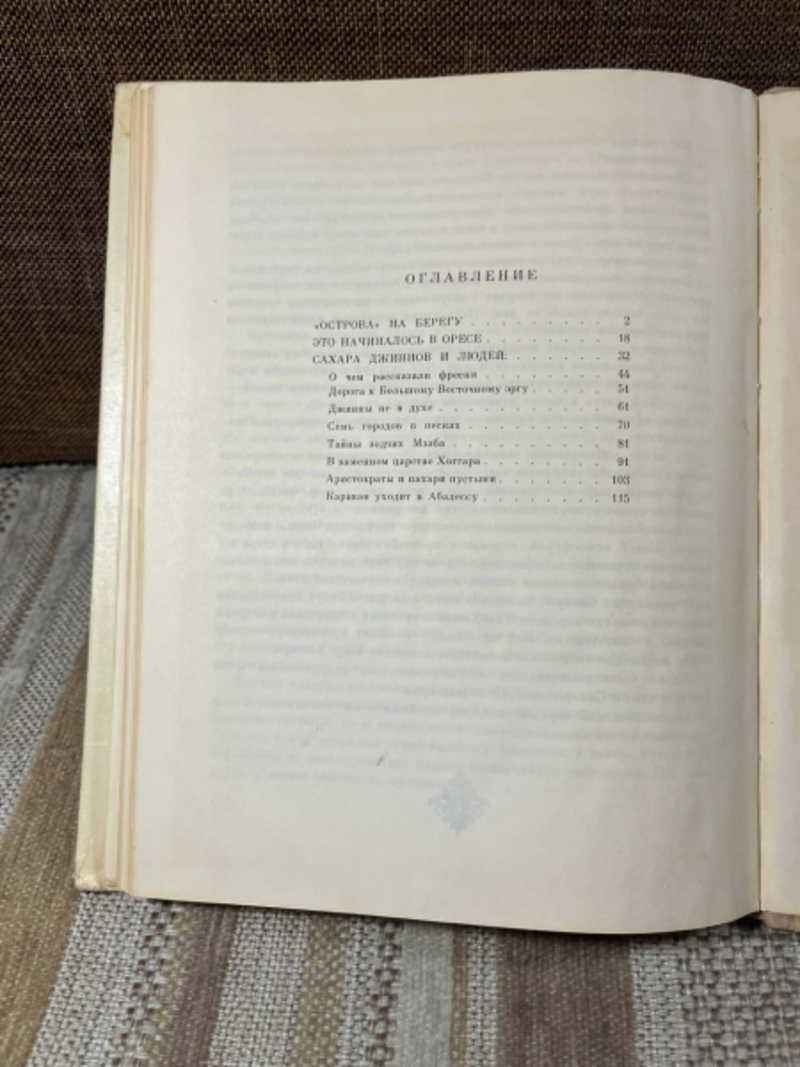 ОГЛАВЛЕНИЕ
«ОСТРОВА» НА БЕРЕГУ . . . . . . . . . 2
ЭТО НАЧИНАЛОСЬ В ОРЕСЕ . . . . . . . . 18
САХАРА ДЖИННОВ И ЛЮДЕЙ: . . . . . . 32
О чем рассказали фрески . . . . . . . 44
Дорога к Большому Восточному эргу . . . . 51
Джинны не в духе . . . . . . . . . 61
Семь городов в песках . . . . . . . . 70
Тайны зодчих Мзаба . . . . . . . . 81
В каменном царстве Хоггара . . . . . . . 91
Аристократы и пахари пустыни . . . . . . 103
Караван уходит в Абалессу . . . . . . . 115